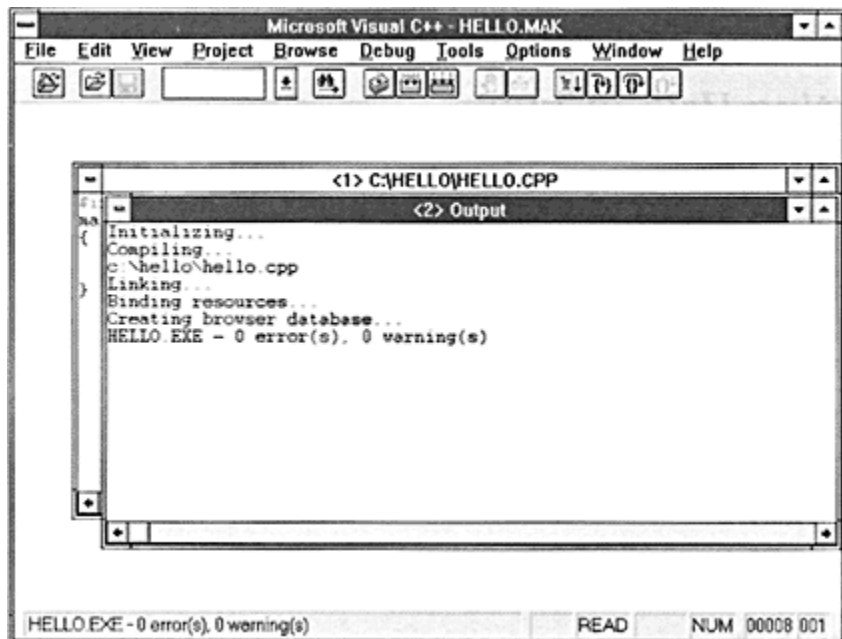 Microsoft Visual C++ - HELLO.MAK
File Edit View Project Browse Debug Tools Options Window Help
<1> C:\HELLO\HELLO.CPP
<2> Output
{
}
Initializing...
Compiling...
c:\hello\hello.cpp
Linking...
Binding resources...
Creating browser database...
HELLO.EXE - 0 error(s), 0 warning(s)
HELLO.EXE - 0 error(s), 0 warning(s) READ NUM 00008 001